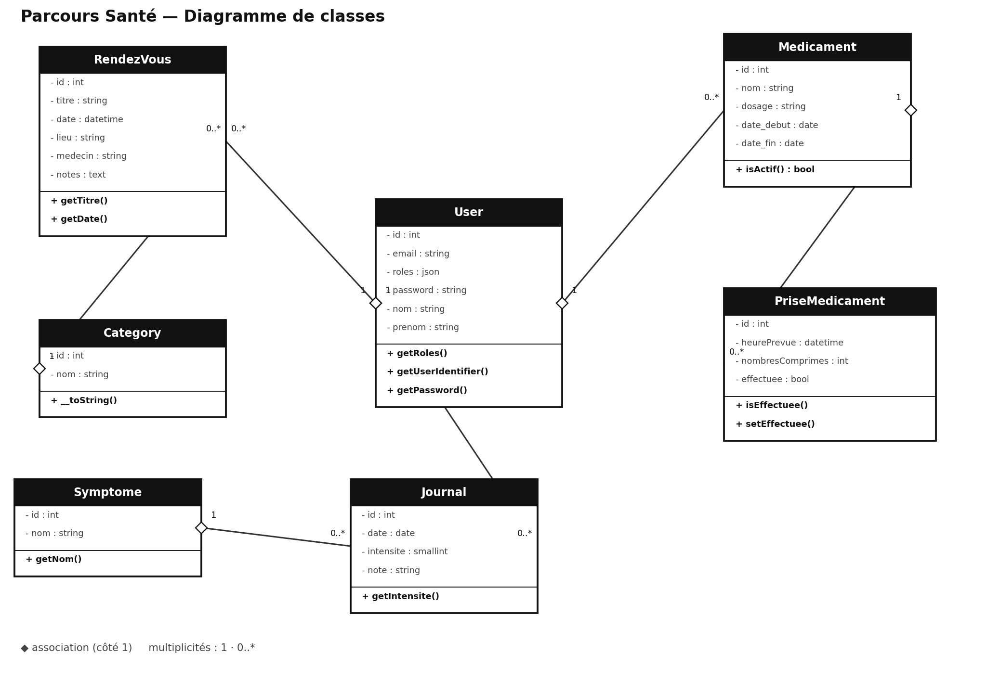 Parcours Santé — Diagramme de classes
RendezVous
- id : int
- titre : string
- date : datetime
- lieu : string
- medecin : string
- notes : text
+ getTitre()
+ getDate()
0..*
0..*
Medicament
- id : int
- nom : string
- dosage : string
- date_debut : date
- date_fin : date
+ isActif() : bool
0..*
1
User
- id : int
- email : string
- roles : json
- password : string
- nom : string
- prenom : string
+ getRoles()
+ getUserIdentifier()
+ getPassword()
1
1
1
Category
- id : int
- nom : string
+ __toString()
1
PriseMedicament
- id : int
- heurePrevue : datetime
- nombresComprimes : int
- effectuee : bool
+ isEffectuee()
+ setEffectuee()
0..*
Symptome
- id : int
- nom : string
+ getNom()
1
Journal
- id : int
- date : date
- intensite : smallint
- note : string
+ getIntensite()
0..*
0..*
◆ association (côté 1) multiplicités : 1 · 0..*